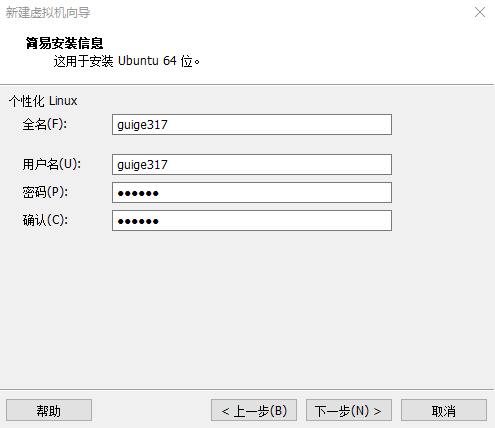 新建虚拟机向导
简易安装信息
这用于安装 Ubuntu 64 位。
个性化 Linux
全名(F):
guige317
用户名(U):
guige317
密码(P):
●●●●●●
确认(C):
●●●●●●
帮助
< 上一步(B)
下一步(N) >
取消